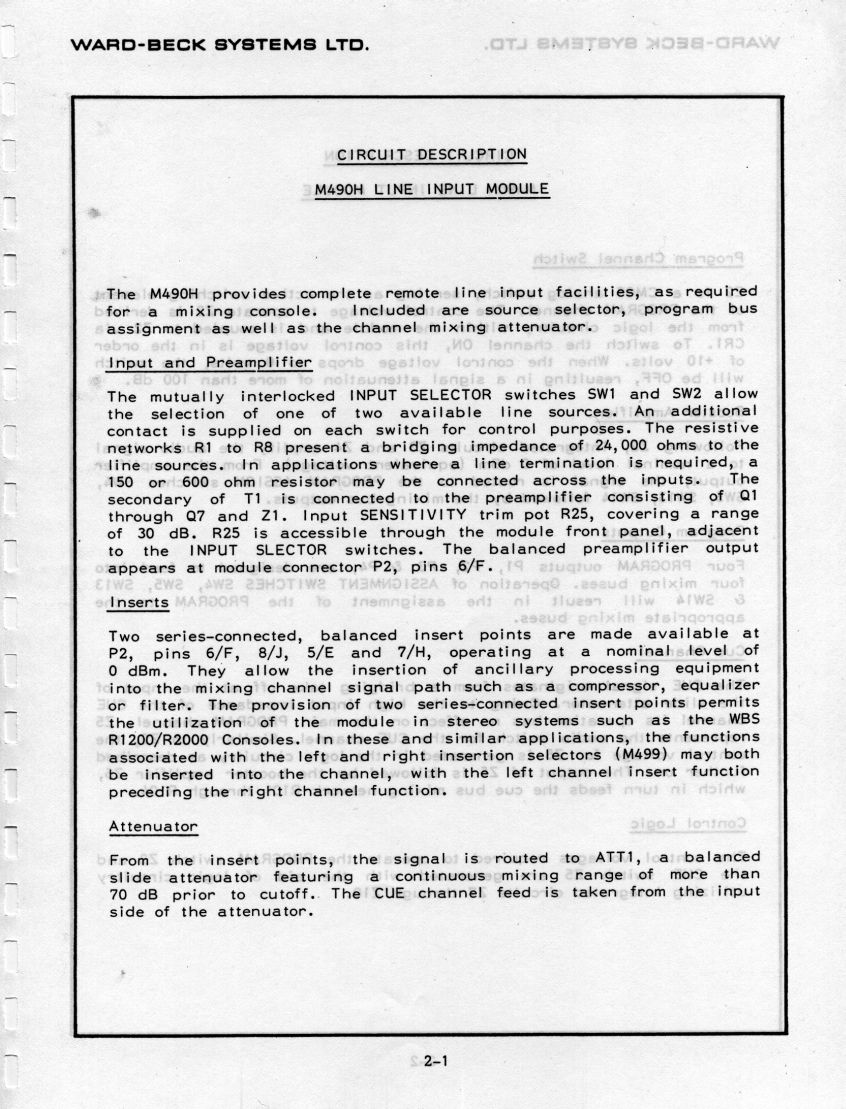 WARD-BECK SYSTEMS LTD.
CIRCUIT DESCRIPTION
M490H LINE INPUT MODULE
The M490H provides complete remote line input facilities, as required
for a mixing console. Included are source selector, program bus
assignment as well as the channel mixing attenuator.
Input and Preamplifier
The mutually interlocked INPUT SELECTOR switches SW1 and SW2 allow
the selection of one of two available line sources. An additional
contact is supplied on each switch for control purposes. The resistive
networks R1 to R8 present a bridging impedance of 24,000 ohms to the
line sources. In applications where a line termination is required, a
150 or 600 ohm resistor may be connected across the inputs. The
secondary of T1 is connected to the preamplifier consisting of Q1
through Q7 and Z1. Input SENSITIVITY trim pot R25, covering a range
of 30 dB. R25 is accessible through the module front panel, adjacent
to the INPUT SLECTOR switches. The balanced preamplifier output
appears at module connector P2, pins 6/F.
Inserts
Two series-connected, balanced insert points are made available at
P2, pins 6/F, 8/J, 5/E and 7/H, operating at a nominal level of
0 dBm. They allow the insertion of ancillary processing equipment
into the mixing channel signal path such as a compressor, equalizer
or filter. The provision of two series-connected insert points permits
the utilization of the module in stereo systems such as the WBS
R1200/R2000 Consoles. In these and similar applications, the functions
associated with the left and right insertion selectors (M499) may both
be inserted into the channel, with the left channel insert function
preceding the right channel function.
Attenuator
From the insert points, the signal is routed to ATT1, a balanced
slide attenuator featuring a continuous mixing range of more than
70 dB prior to cutoff. The CUE channel feed is taken from the input
side of the attenuator.
2-1